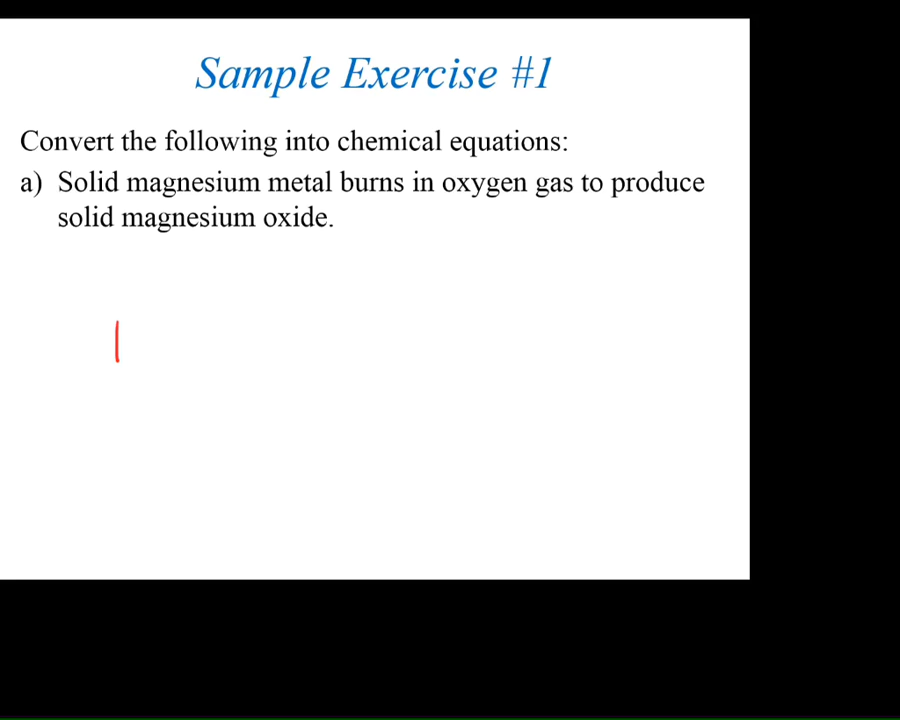 Sample Exercise #1
Convert the following into chemical equations:
a) Solid magnesium metal burns in oxygen gas to produce
solid magnesium oxide.